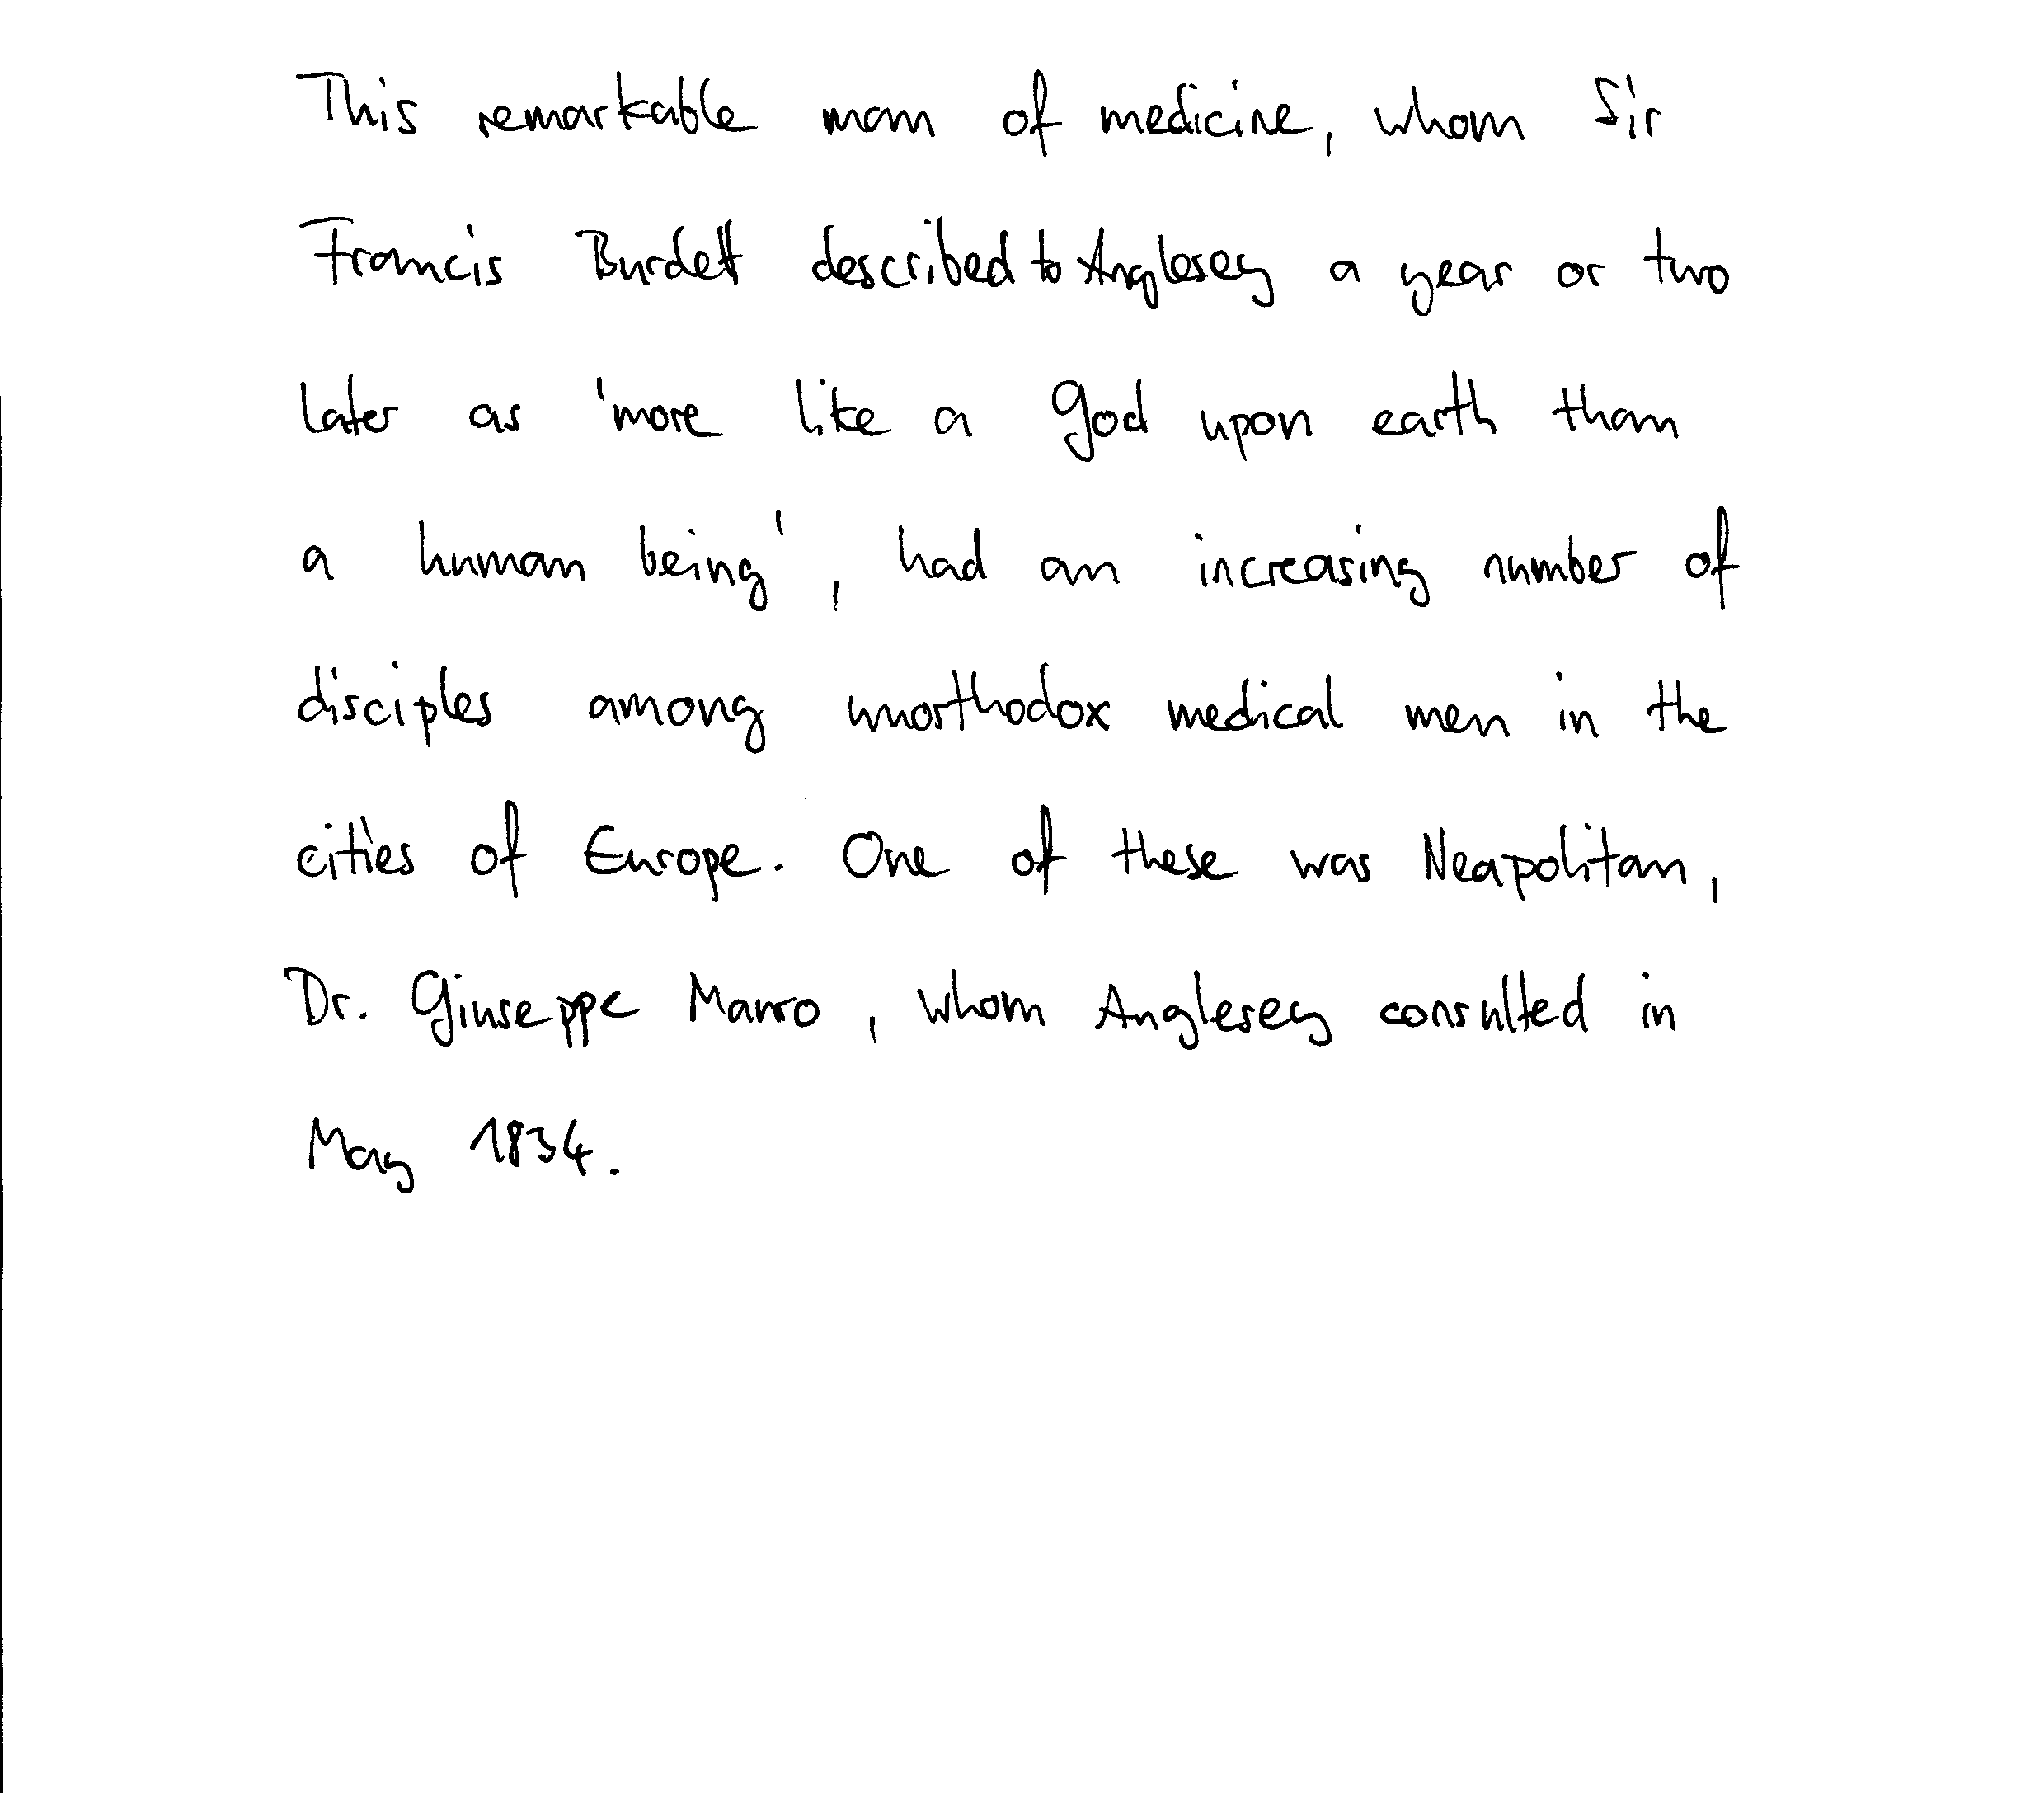 This remarkable man of medicine, whom Sir
Francis Burdett described to Anglesey a year or two
later as 'more like a god upon earth than
a human being', had an increasing number of
disciples among unorthodox medical men in the
cities of Europe. One of these was Neapolitan,
Dr. Giuseppe Mauro, whom Anglesey consulted in
May 1834.